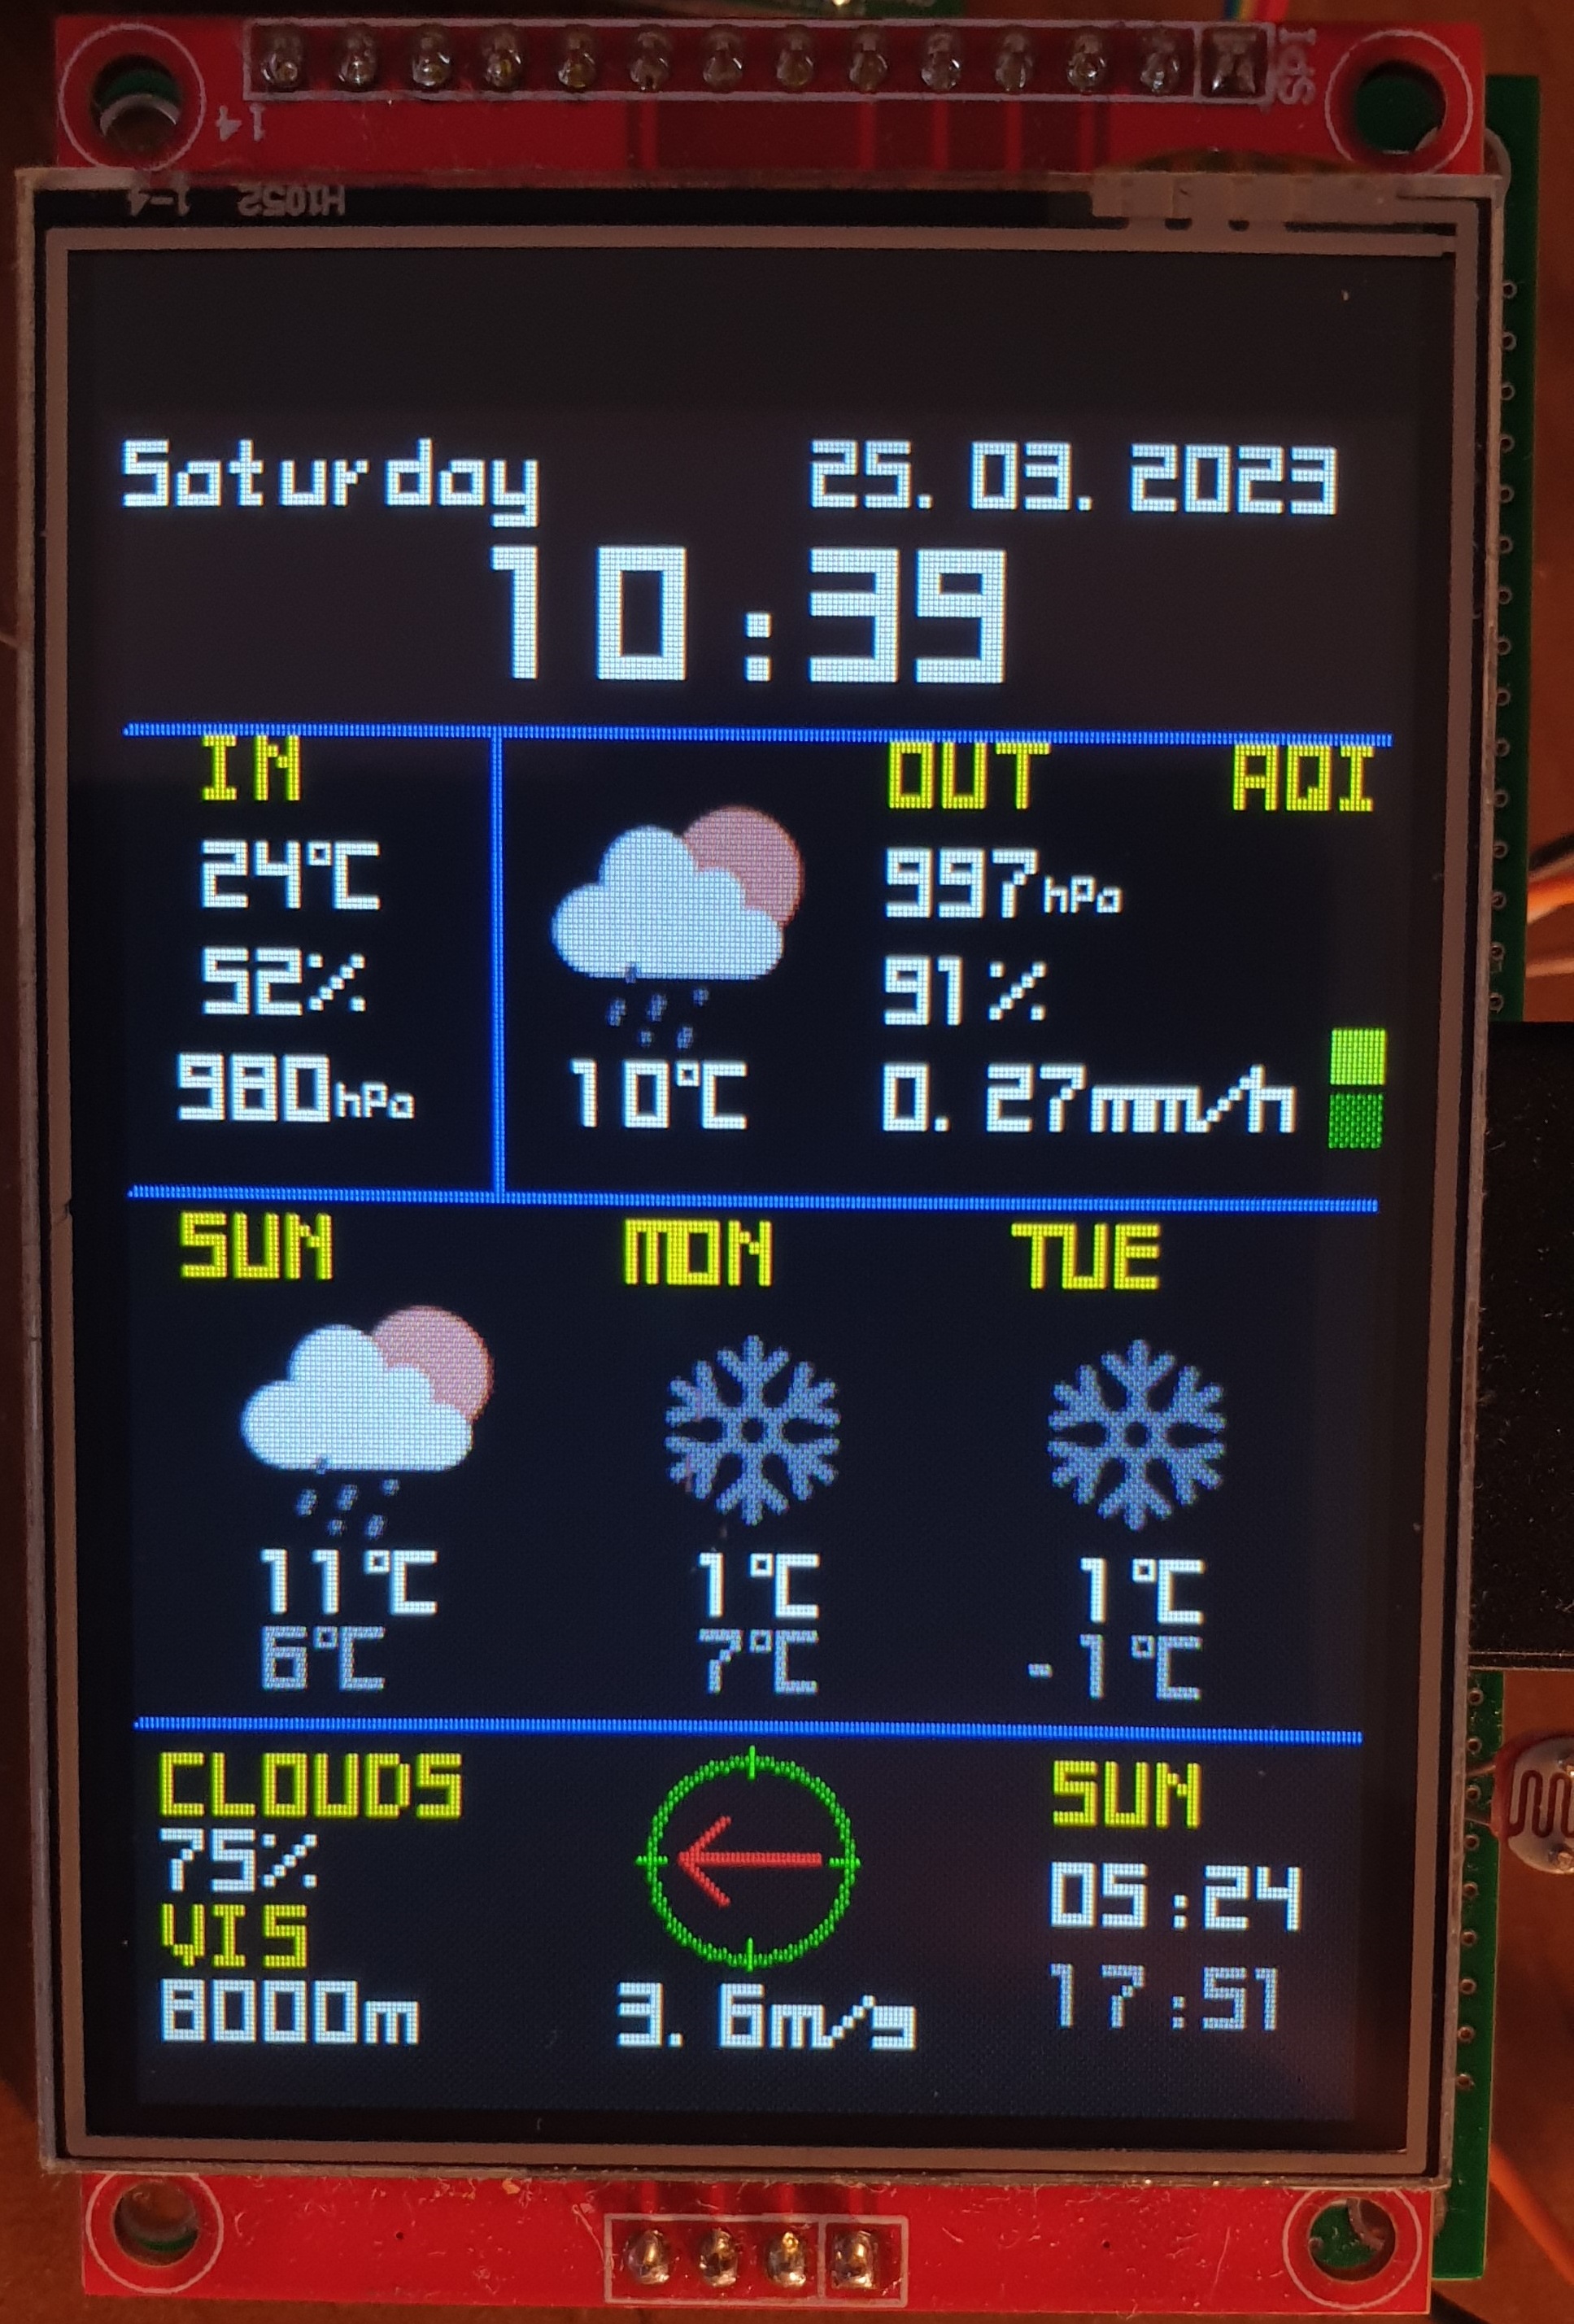 14
IDS
1-4 H1052
Saturday 25.03.2023
10:39
IN OUT AQI
24°C 997hPa
52% 91%
980hPa 10°C 0.27mm/h
SUN MON TUE
11°C 1°C 1°C
6°C 7°C -1°C
CLOUDS SUN
75% 05:24
VIS
8000m 3.6m/s 17:51